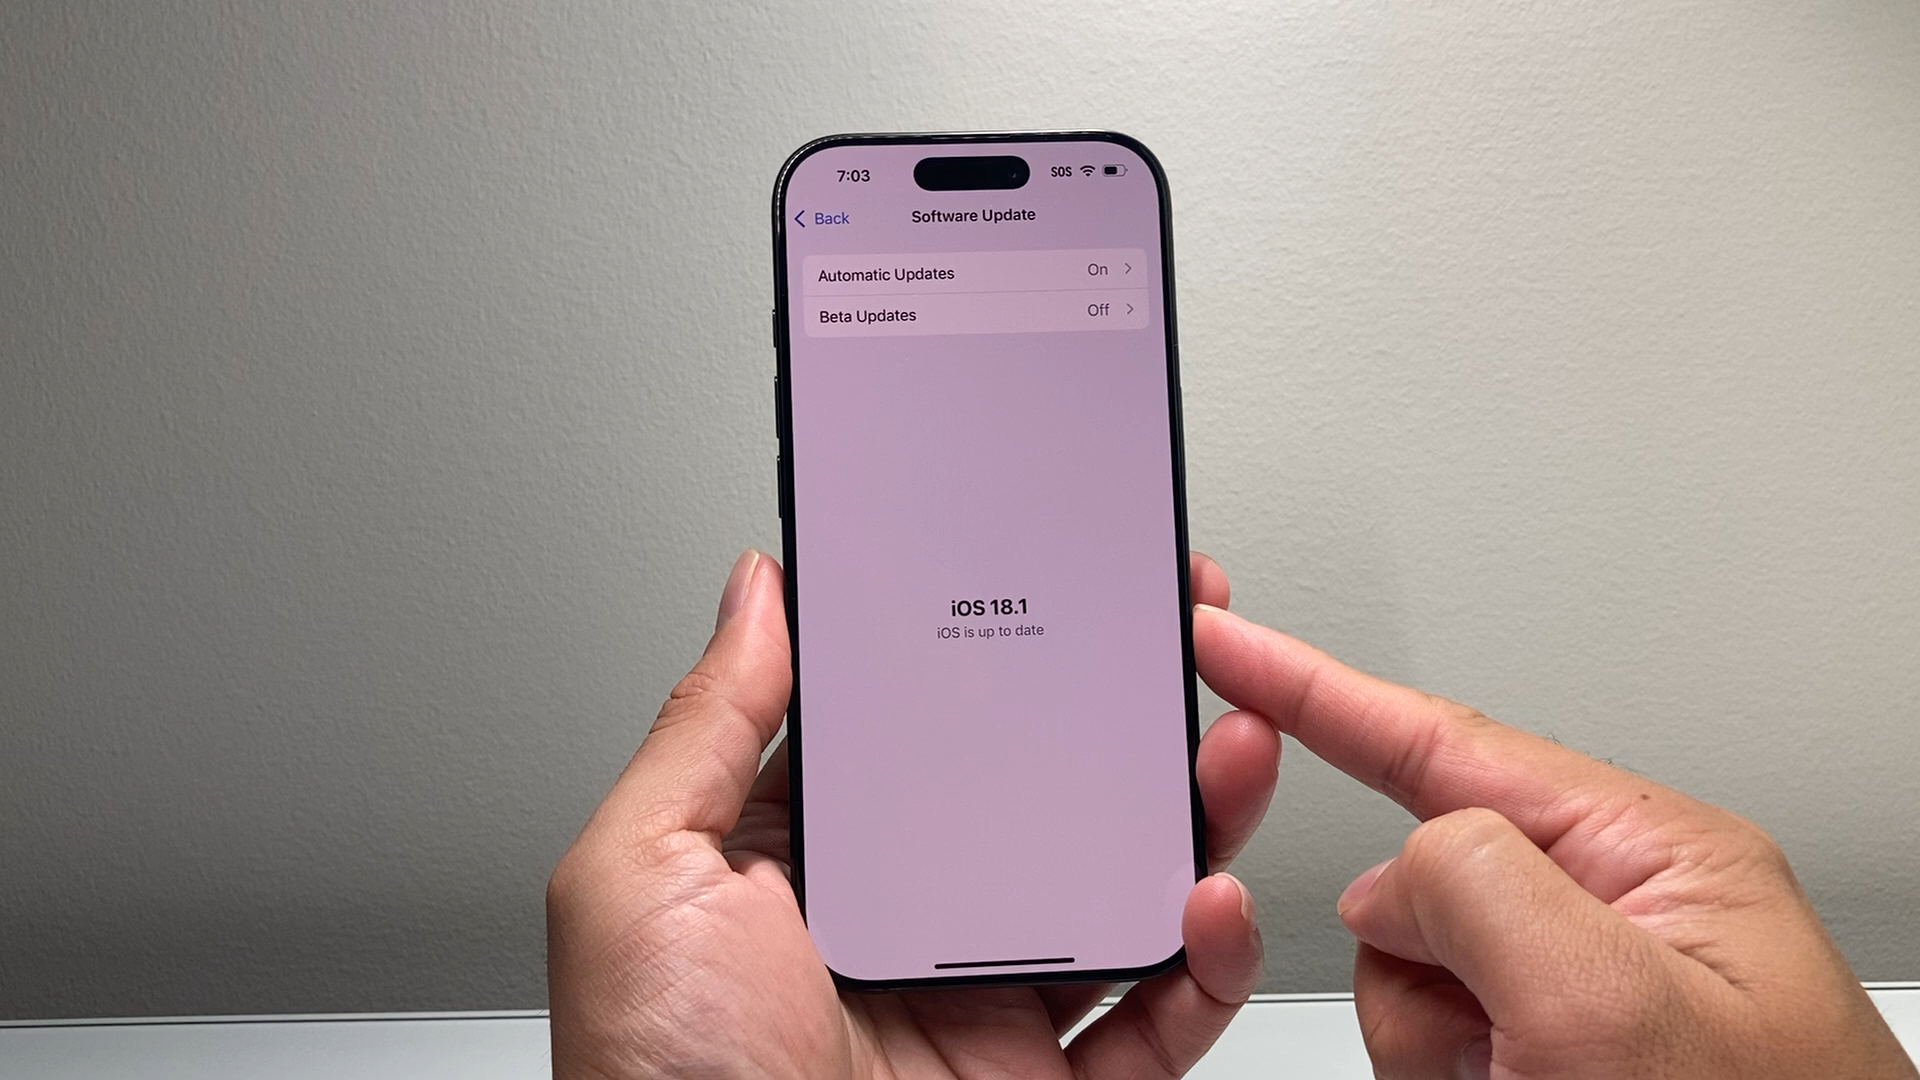 7:03 SOS
Back Software Update
Automatic Updates On
Beta Updates Off
iOS 18.1
iOS is up to date